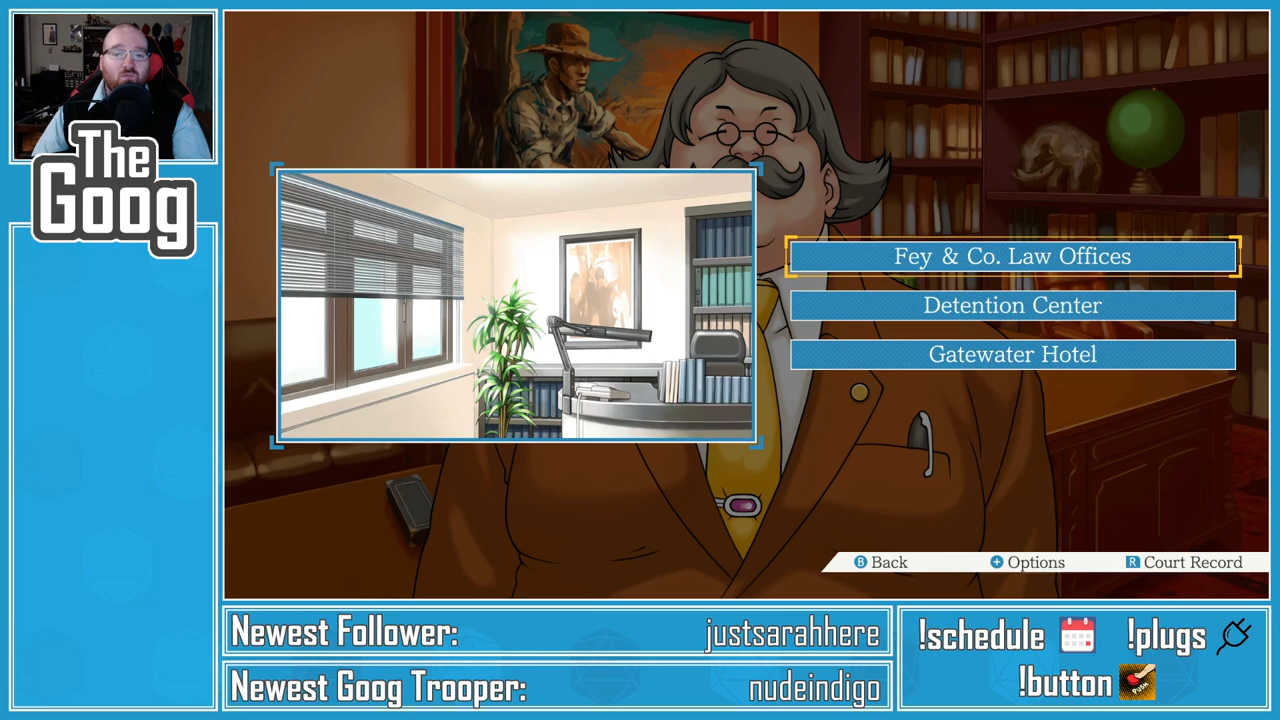 The
Goog
Fey & Co. Law Offices
Detention Center
Gatewater Hotel
B Back
+ Options
R Court Record
Newest Follower:
justsarahhere
Newest Goog Trooper:
nudeindigo
!schedule
!plugs
!button
PUSH